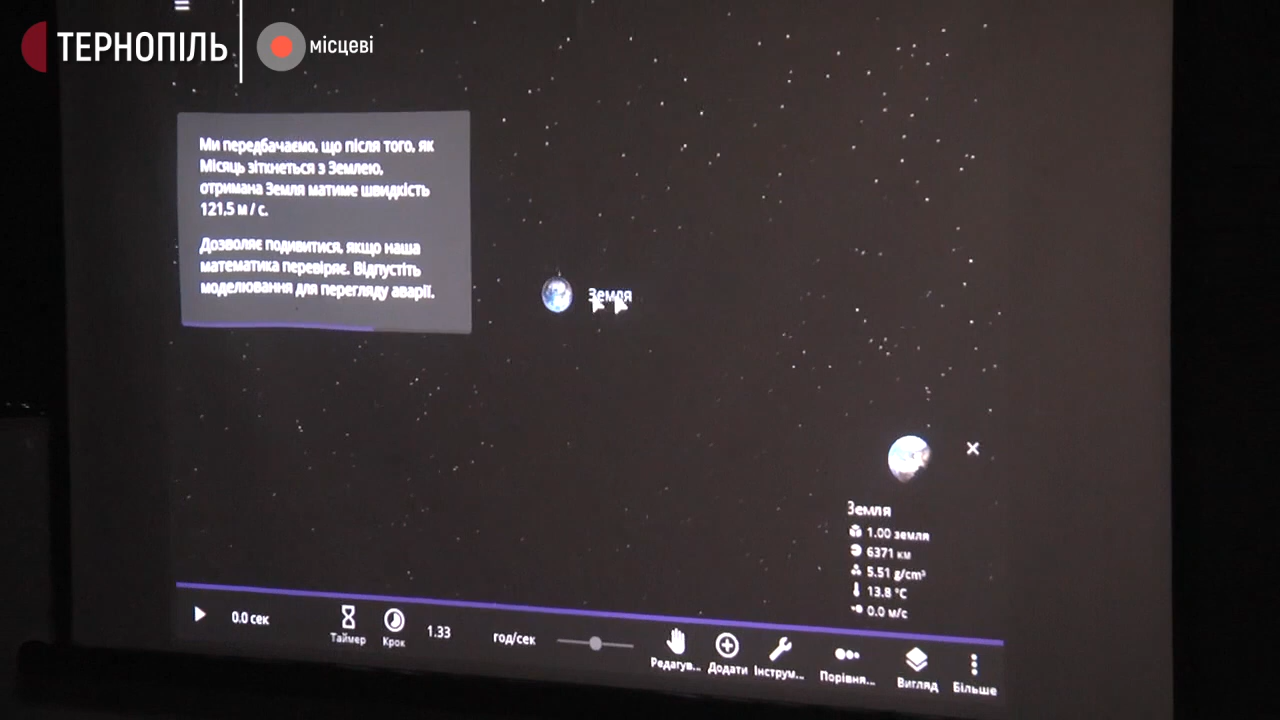 ТЕРНОПІЛЬ
місцеві
Ми передбачаємо, що після того, як
Місяць зіткнеться з Землею,
отримана Земля матиме швидкість
121,5 м / с.
Дозволяє подивитися, якщо наша
математика перевіряє. Відпустіть
моделювання для перегляду аварії.
Земля
Земля
1.00 земля
6371 км
5.51 g/cm³
13.8 °C
0.0 м/с
0.0 сек
Таймер
Крок
1.33
год/сек
Редагув...
Додати
Інструм...
Порівня...
Вигляд
Більше